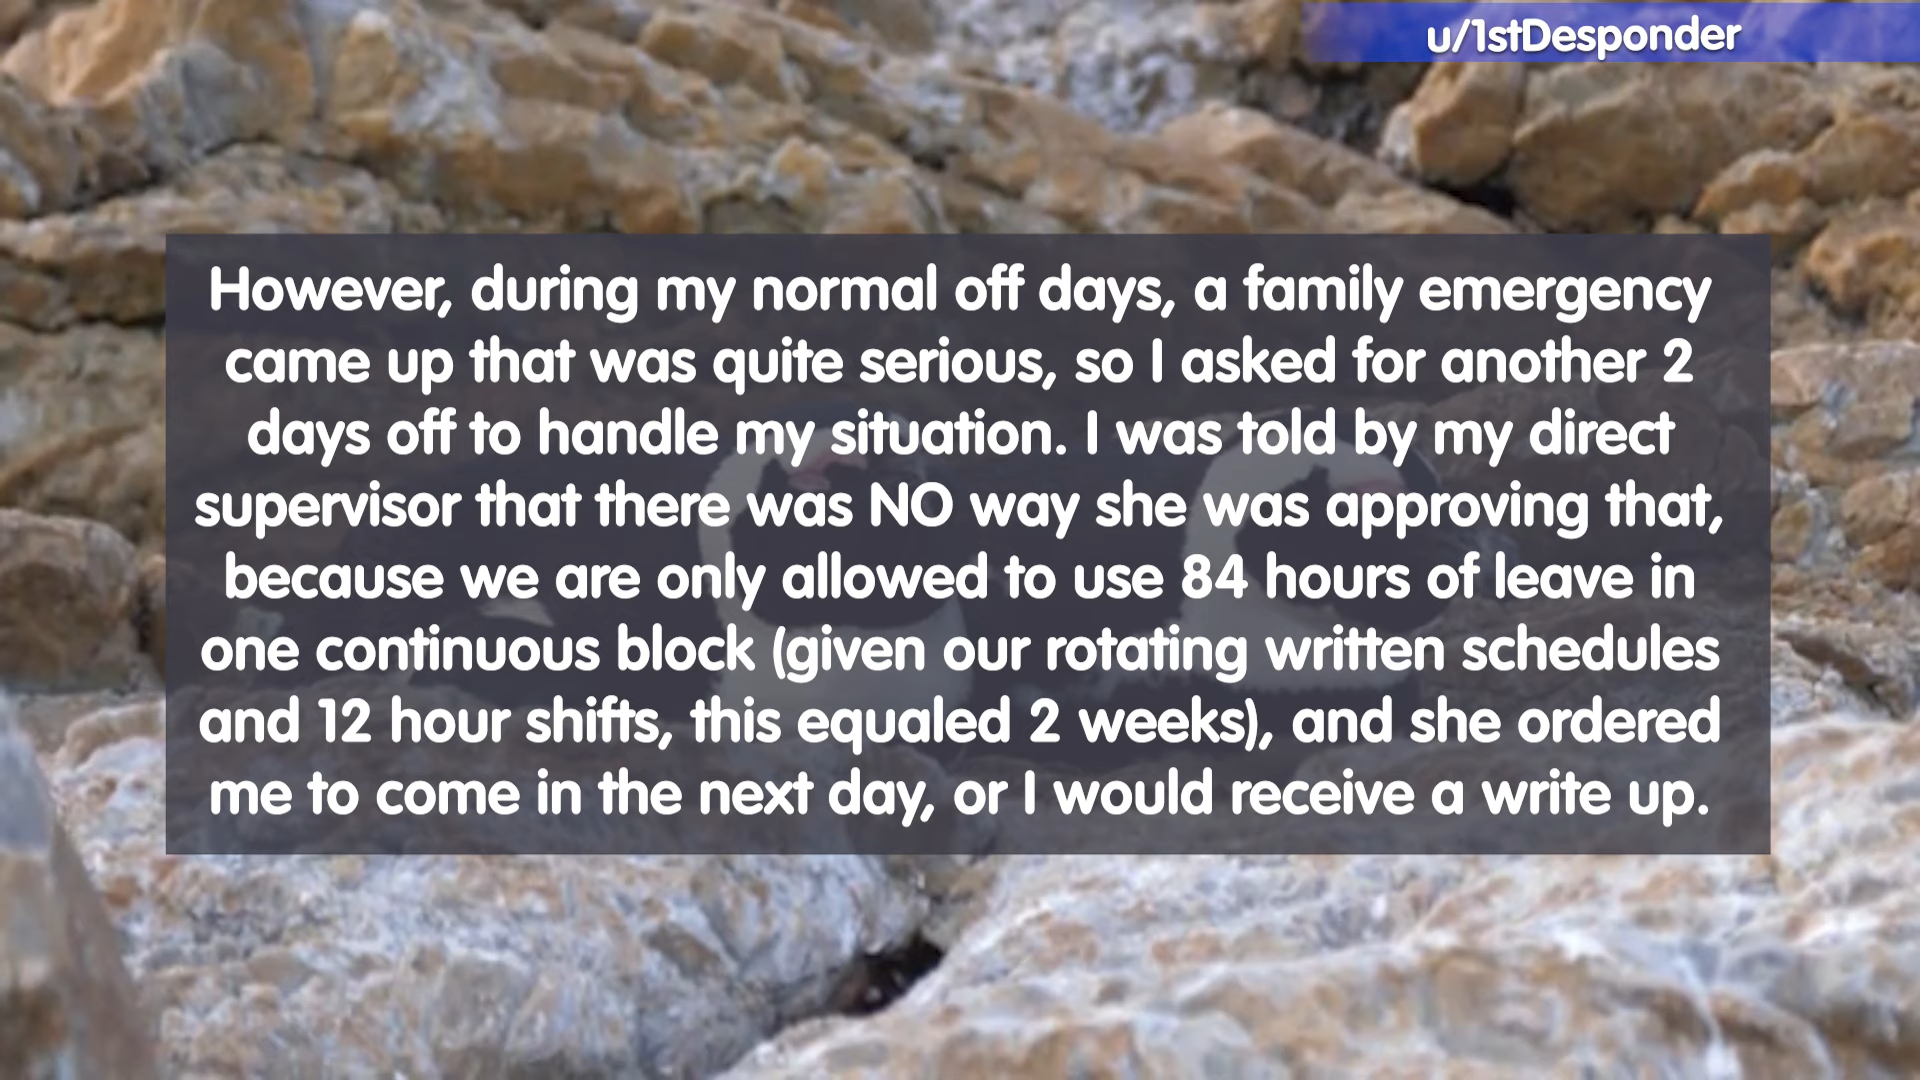 u/1stDesponder
However, during my normal off days, a family emergency
came up that was quite serious, so I asked for another 2
days off to handle my situation. I was told by my direct
supervisor that there was NO way she was approving that,
because we are only allowed to use 84 hours of leave in
one continuous block (given our rotating written schedules
and 12 hour shifts, this equaled 2 weeks), and she ordered
me to come in the next day, or I would receive a write up.